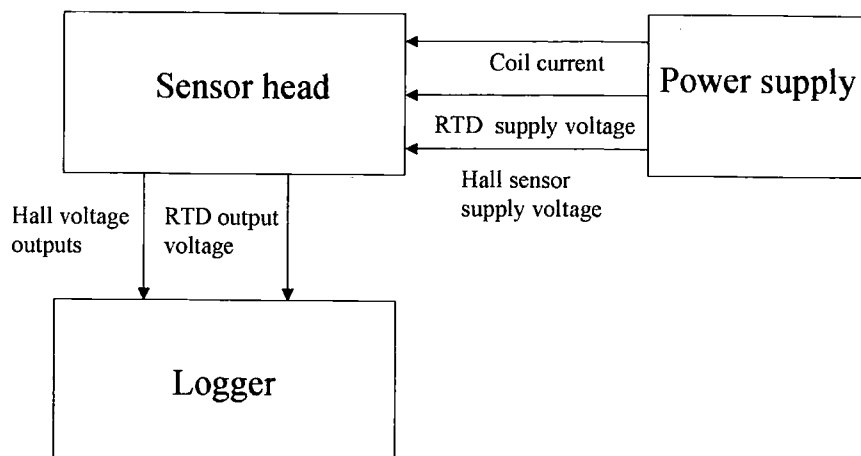 Sensor head
Power supply
Coil current
RTD supply voltage
Hall sensor
supply voltage
Hall voltage
outputs
RTD output
voltage
Logger